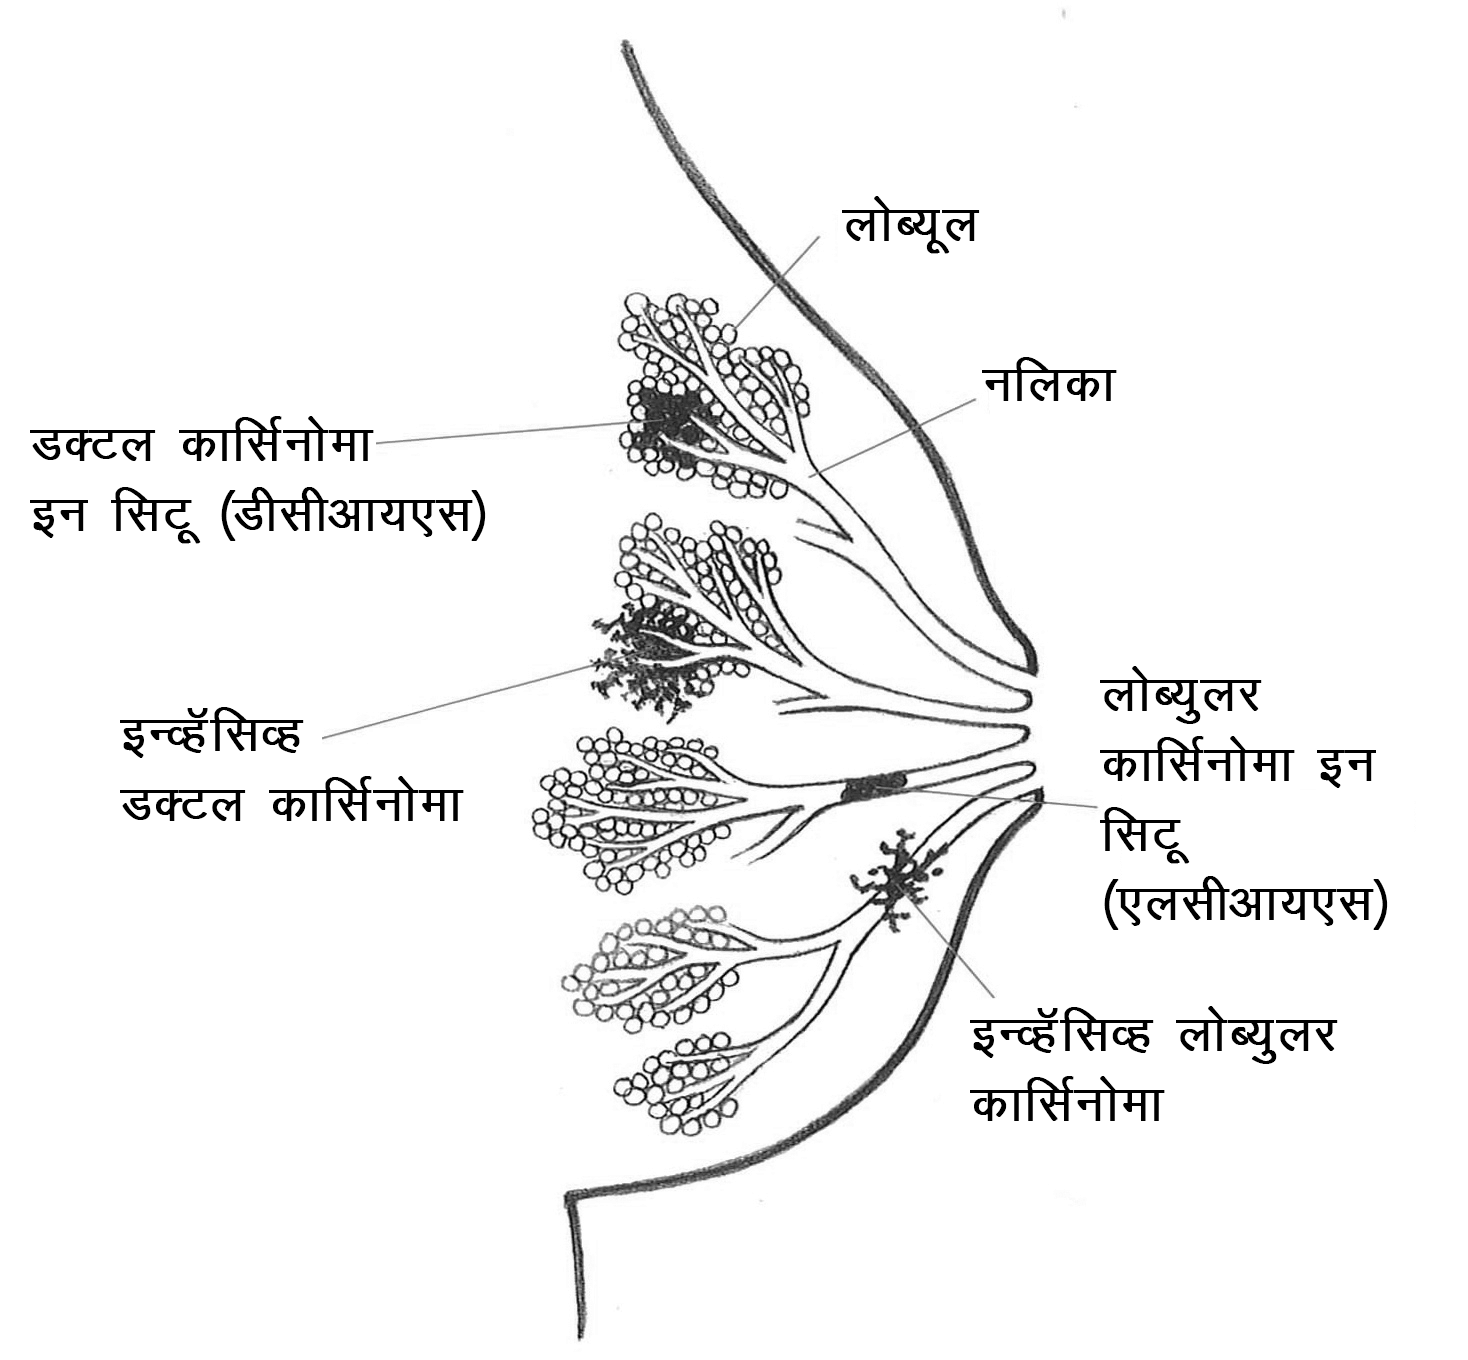 लोब्यूल
नलिका
डक्टल कार्सिनोमा
इन सिटू (डीसीआयएस)
इन्व्हॅसिव्ह
डक्टल कार्सिनोमा
लोब्युलर
कार्सिनोमा इन
सिटू
(एलसीआयएस)
इन्व्हॅसिव्ह लोब्युलर
कार्सिनोमा